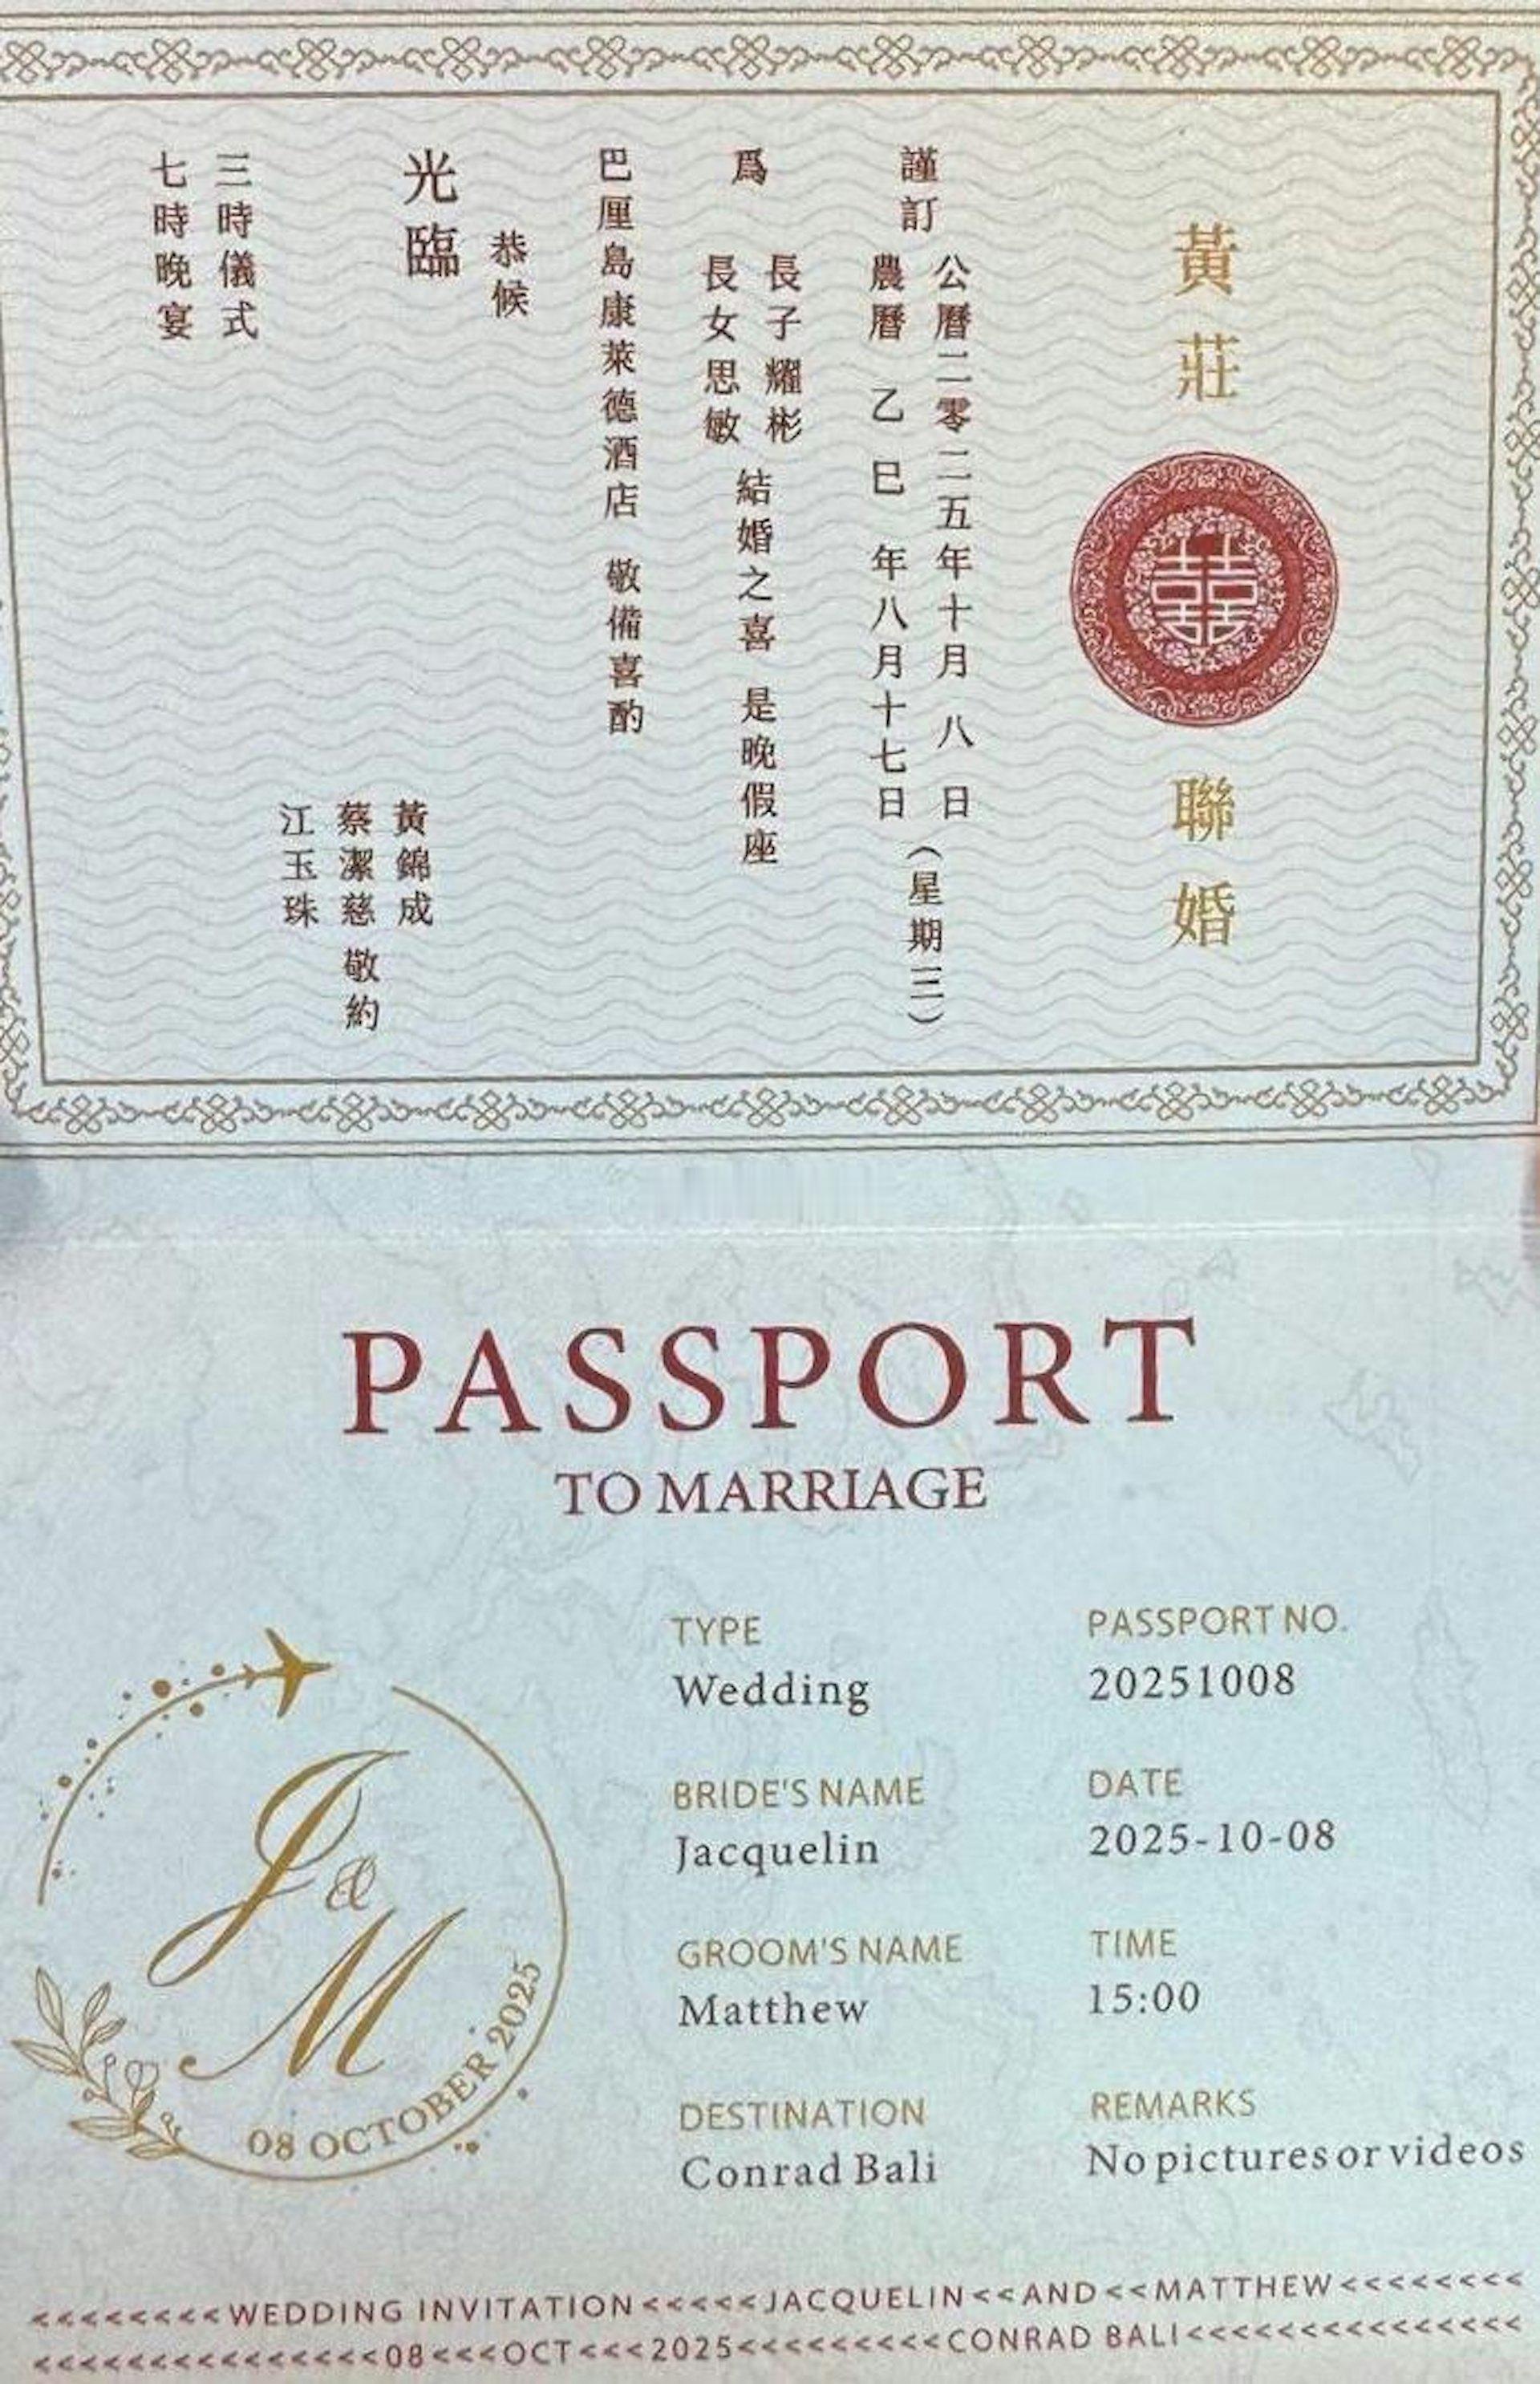 黃莊 囍 聯婚
謹訂
公曆二零二五年十月八日
農曆乙巳年八月十七日
（星期三）
爲
長子耀彬
長女思敏
結婚之喜 是晚假座
巴厘島康萊德酒店 敬備喜酌
恭候
光臨
黃錦成
蔡潔慈
江玉珠
敬約
三時儀式
七時晚宴
PASSPORT
TO MARRIAGE
J & M
08 OCTOBER 2025
TYPE
Wedding
PASSPORT NO.
20251008
BRIDE'S NAME
Jacquelin
DATE
2025-10-08
GROOM'S NAME
Matthew
TIME
15:00
DESTINATION
Conrad Bali
REMARKS
No pictures or videos
<<<<<<<<WEDDING INVITATION<<<<<JACQUELIN<<AND<<MATTHEW<<<<<<<<
<<<<<<<<<<<<<<<08<<<OCT<<<2025<<<<<<<<<CONRAD BALI<<<<<<<<<<<<<<<